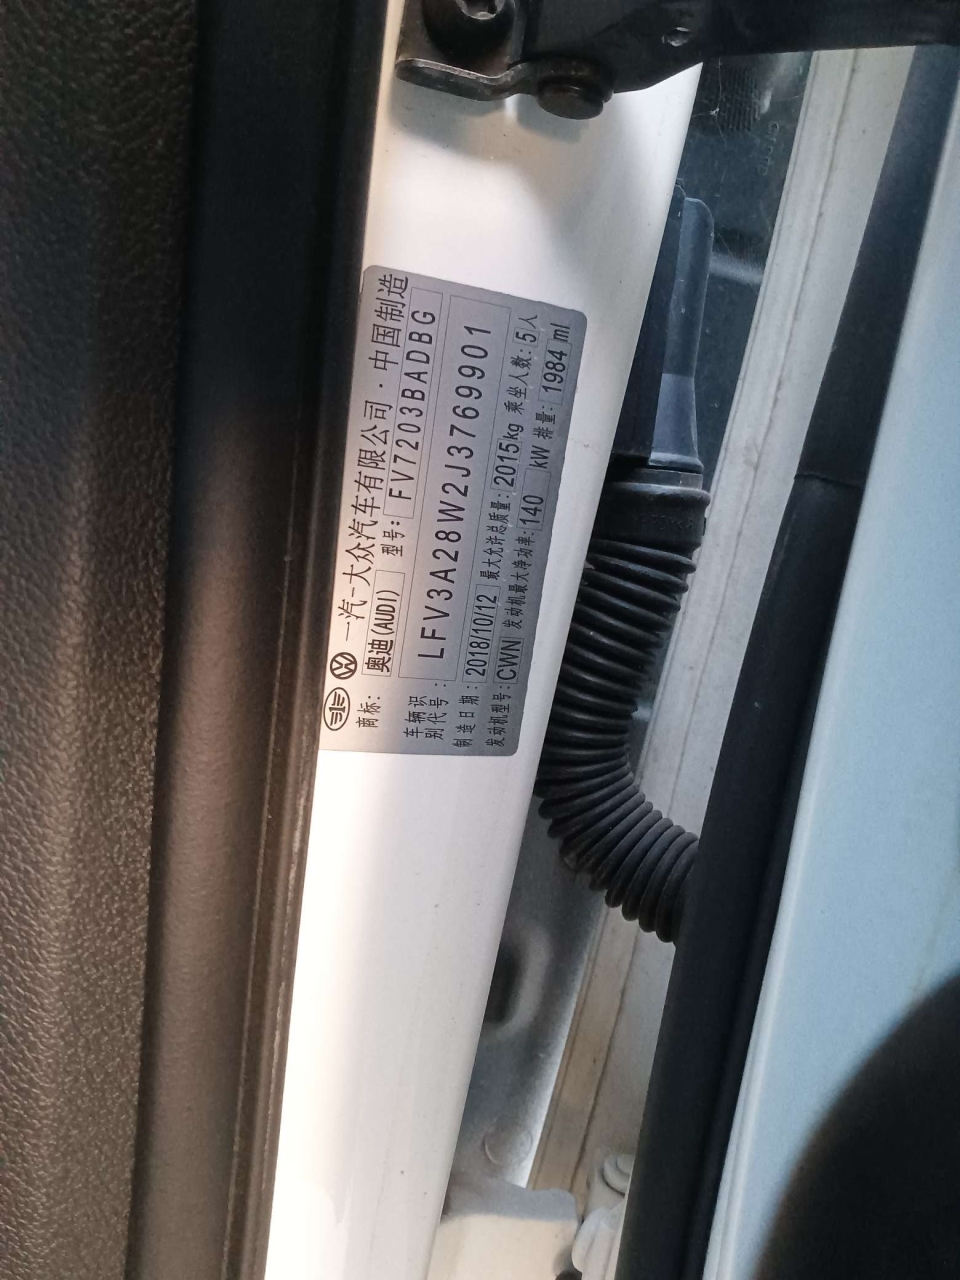 一汽-大众汽车有限公司·中国制造
商标: 奥迪(AUDI) 型号: FV7203BADBG
车辆识别代号: LFV3A28W2J3769901
制造日期: 2018/10/12 最大允许总质量: 2015kg 乘坐人数: 5人
发动机型号: CWN 发动机最大净功率: 140 kW 排量: 1984 ml